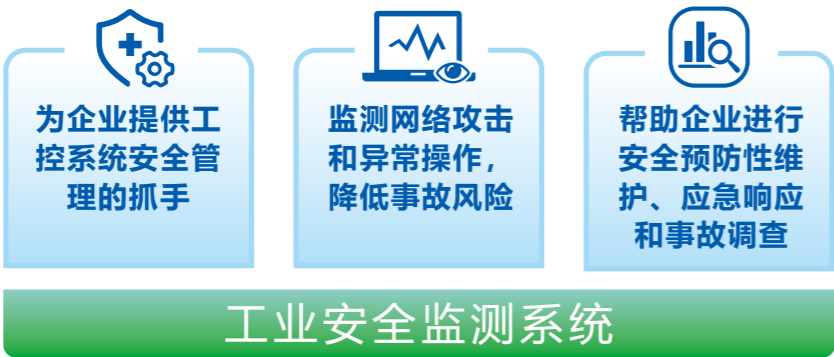 为企业提供工
控系统安全管
理的抓手
监测网络攻击
和异常操作，
降低事故风险
帮助企业进行
安全预防性维
护、应急响应
和事故调查
工业安全监测系统